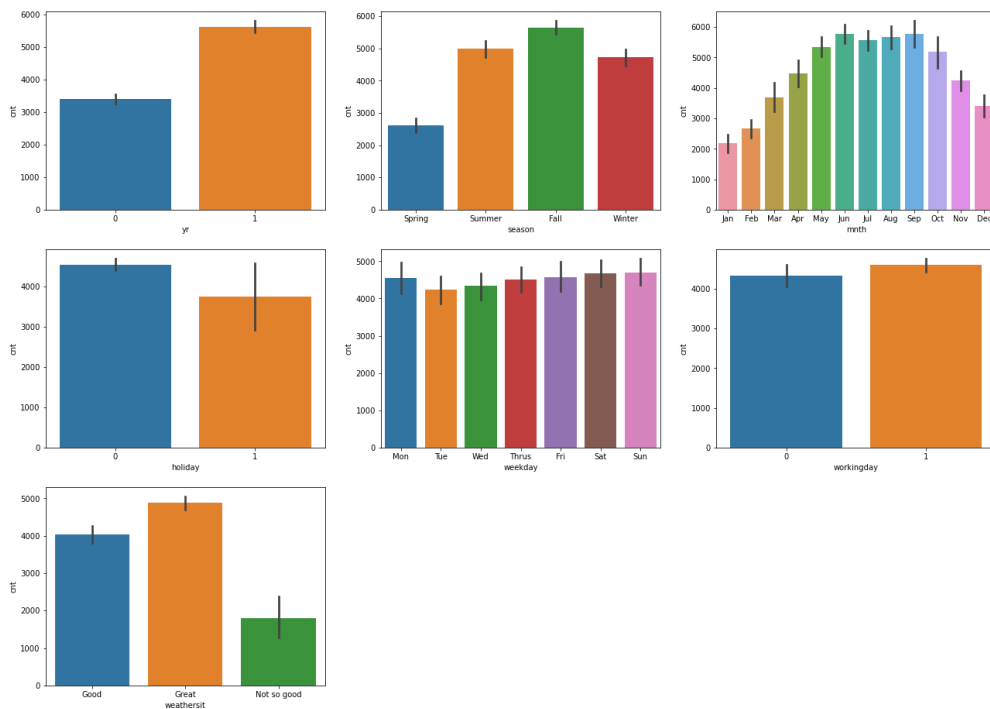 6000
5000
4000
3000
2000
1000
0
cnt
0 1
yr
6000
5000
4000
3000
2000
1000
0
cnt
Spring Summer Fall Winter
season
6000
5000
4000
3000
2000
1000
0
cnt
Jan Feb Mar Apr May Jun Jul Aug Sep Oct Nov Dec
mnth
4000
3000
2000
1000
0
cnt
0 1
holiday
5000
4000
3000
2000
1000
0
cnt
Mon Tue Wed Thrus Fri Sat Sun
weekday
4000
3000
2000
1000
0
cnt
0 1
workingday
5000
4000
3000
2000
1000
0
cnt
Good Great Not so good
weathersit